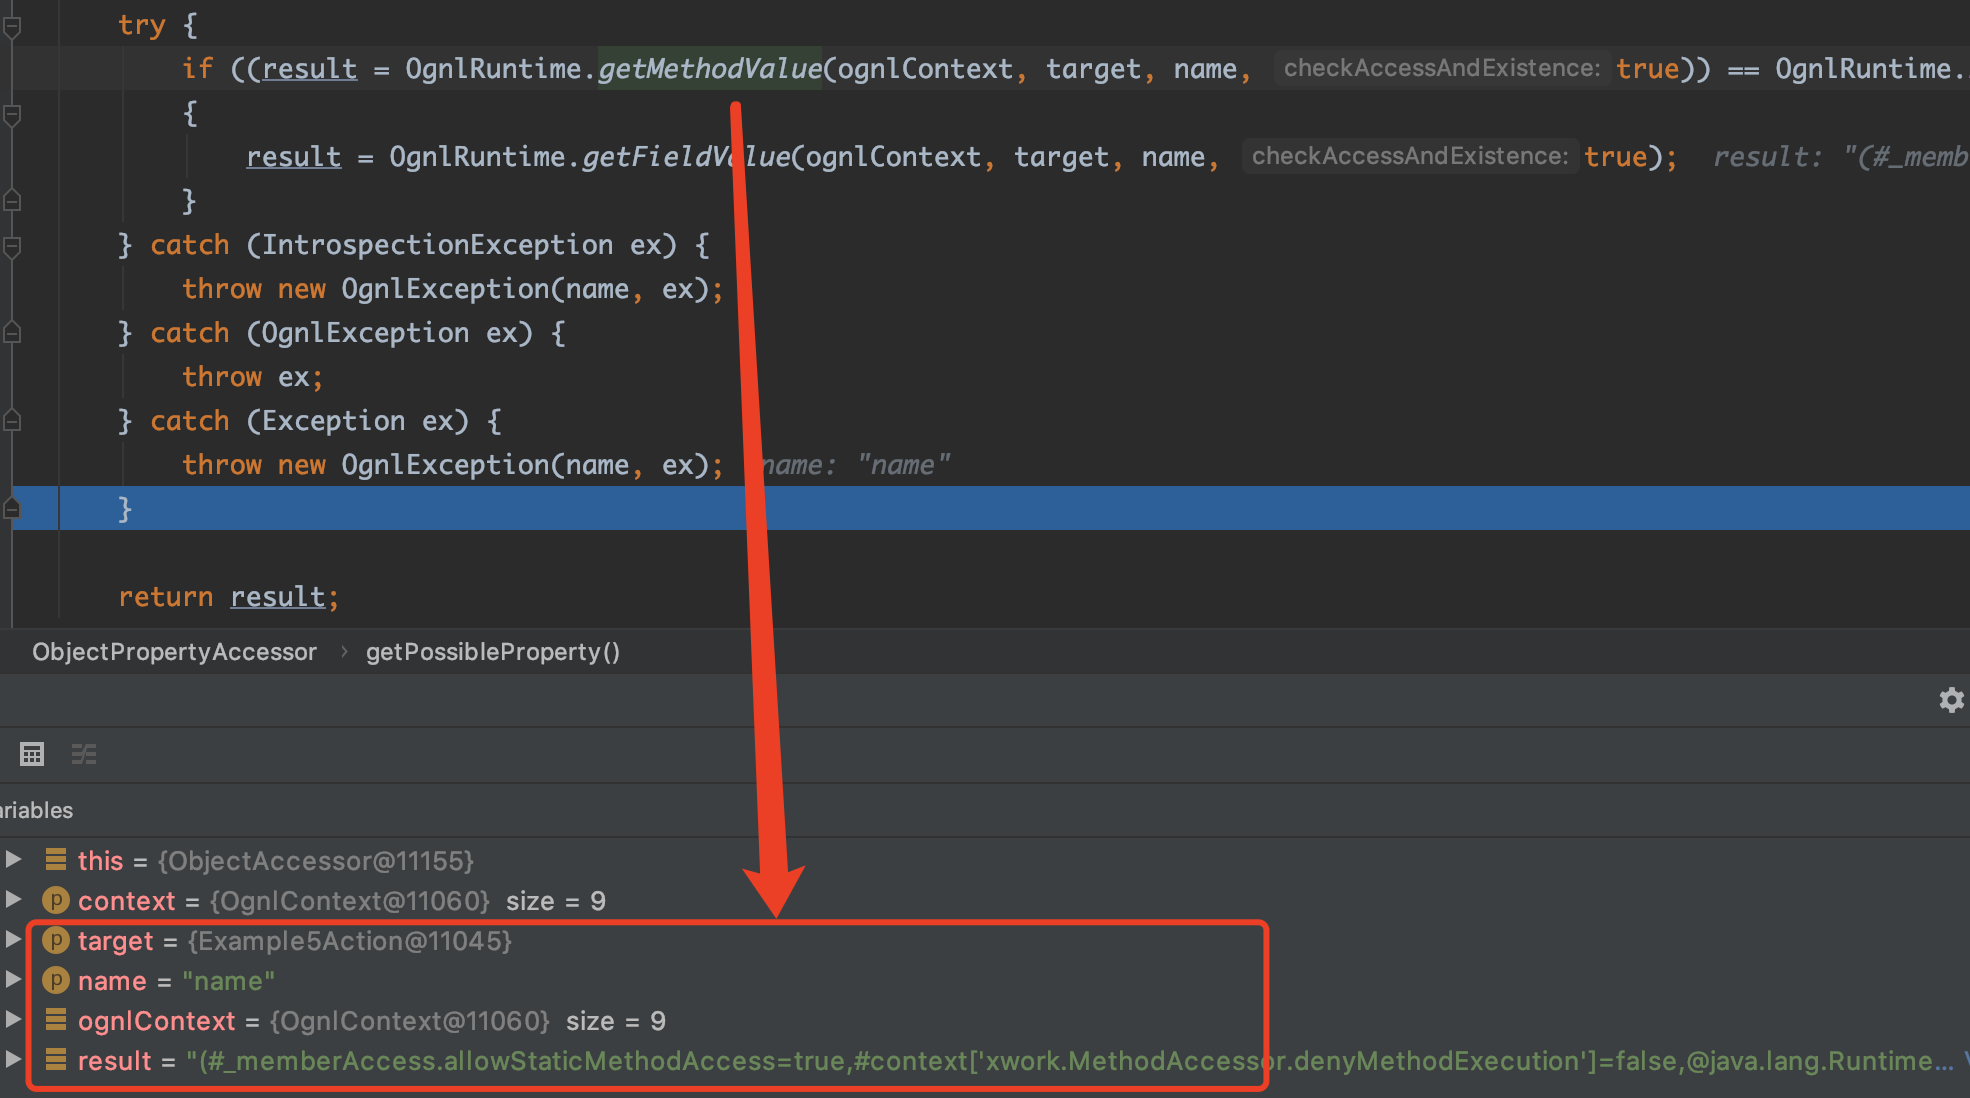 try {
if ((result = OgnlRuntime.getMethodValue(ognlContext, target, name, checkAccessAndExistence: true)) == OgnlRuntime.
{
result = OgnlRuntime.getFieldValue(ognlContext, target, name, checkAccessAndExistence: true); result: "(#_memb
}
} catch (IntrospectionException ex) {
throw new OgnlException(name, ex);
} catch (OgnlException ex) {
throw ex;
} catch (Exception ex) {
throw new OgnlException(name, ex); name: "name"
}
return result;
ObjectPropertyAccessor › getPossibleProperty()
ariables
this = {ObjectAccessor@11155}
p context = {OgnlContext@11060} size = 9
p target = {Example5Action@11045}
p name = "name"
ognlContext = {OgnlContext@11060} size = 9
result = "(#_memberAccess.allowStaticMethodAccess=true,#context['xwork.MethodAccessor.denyMethodExecution']=false,@java.lang.Runtime...